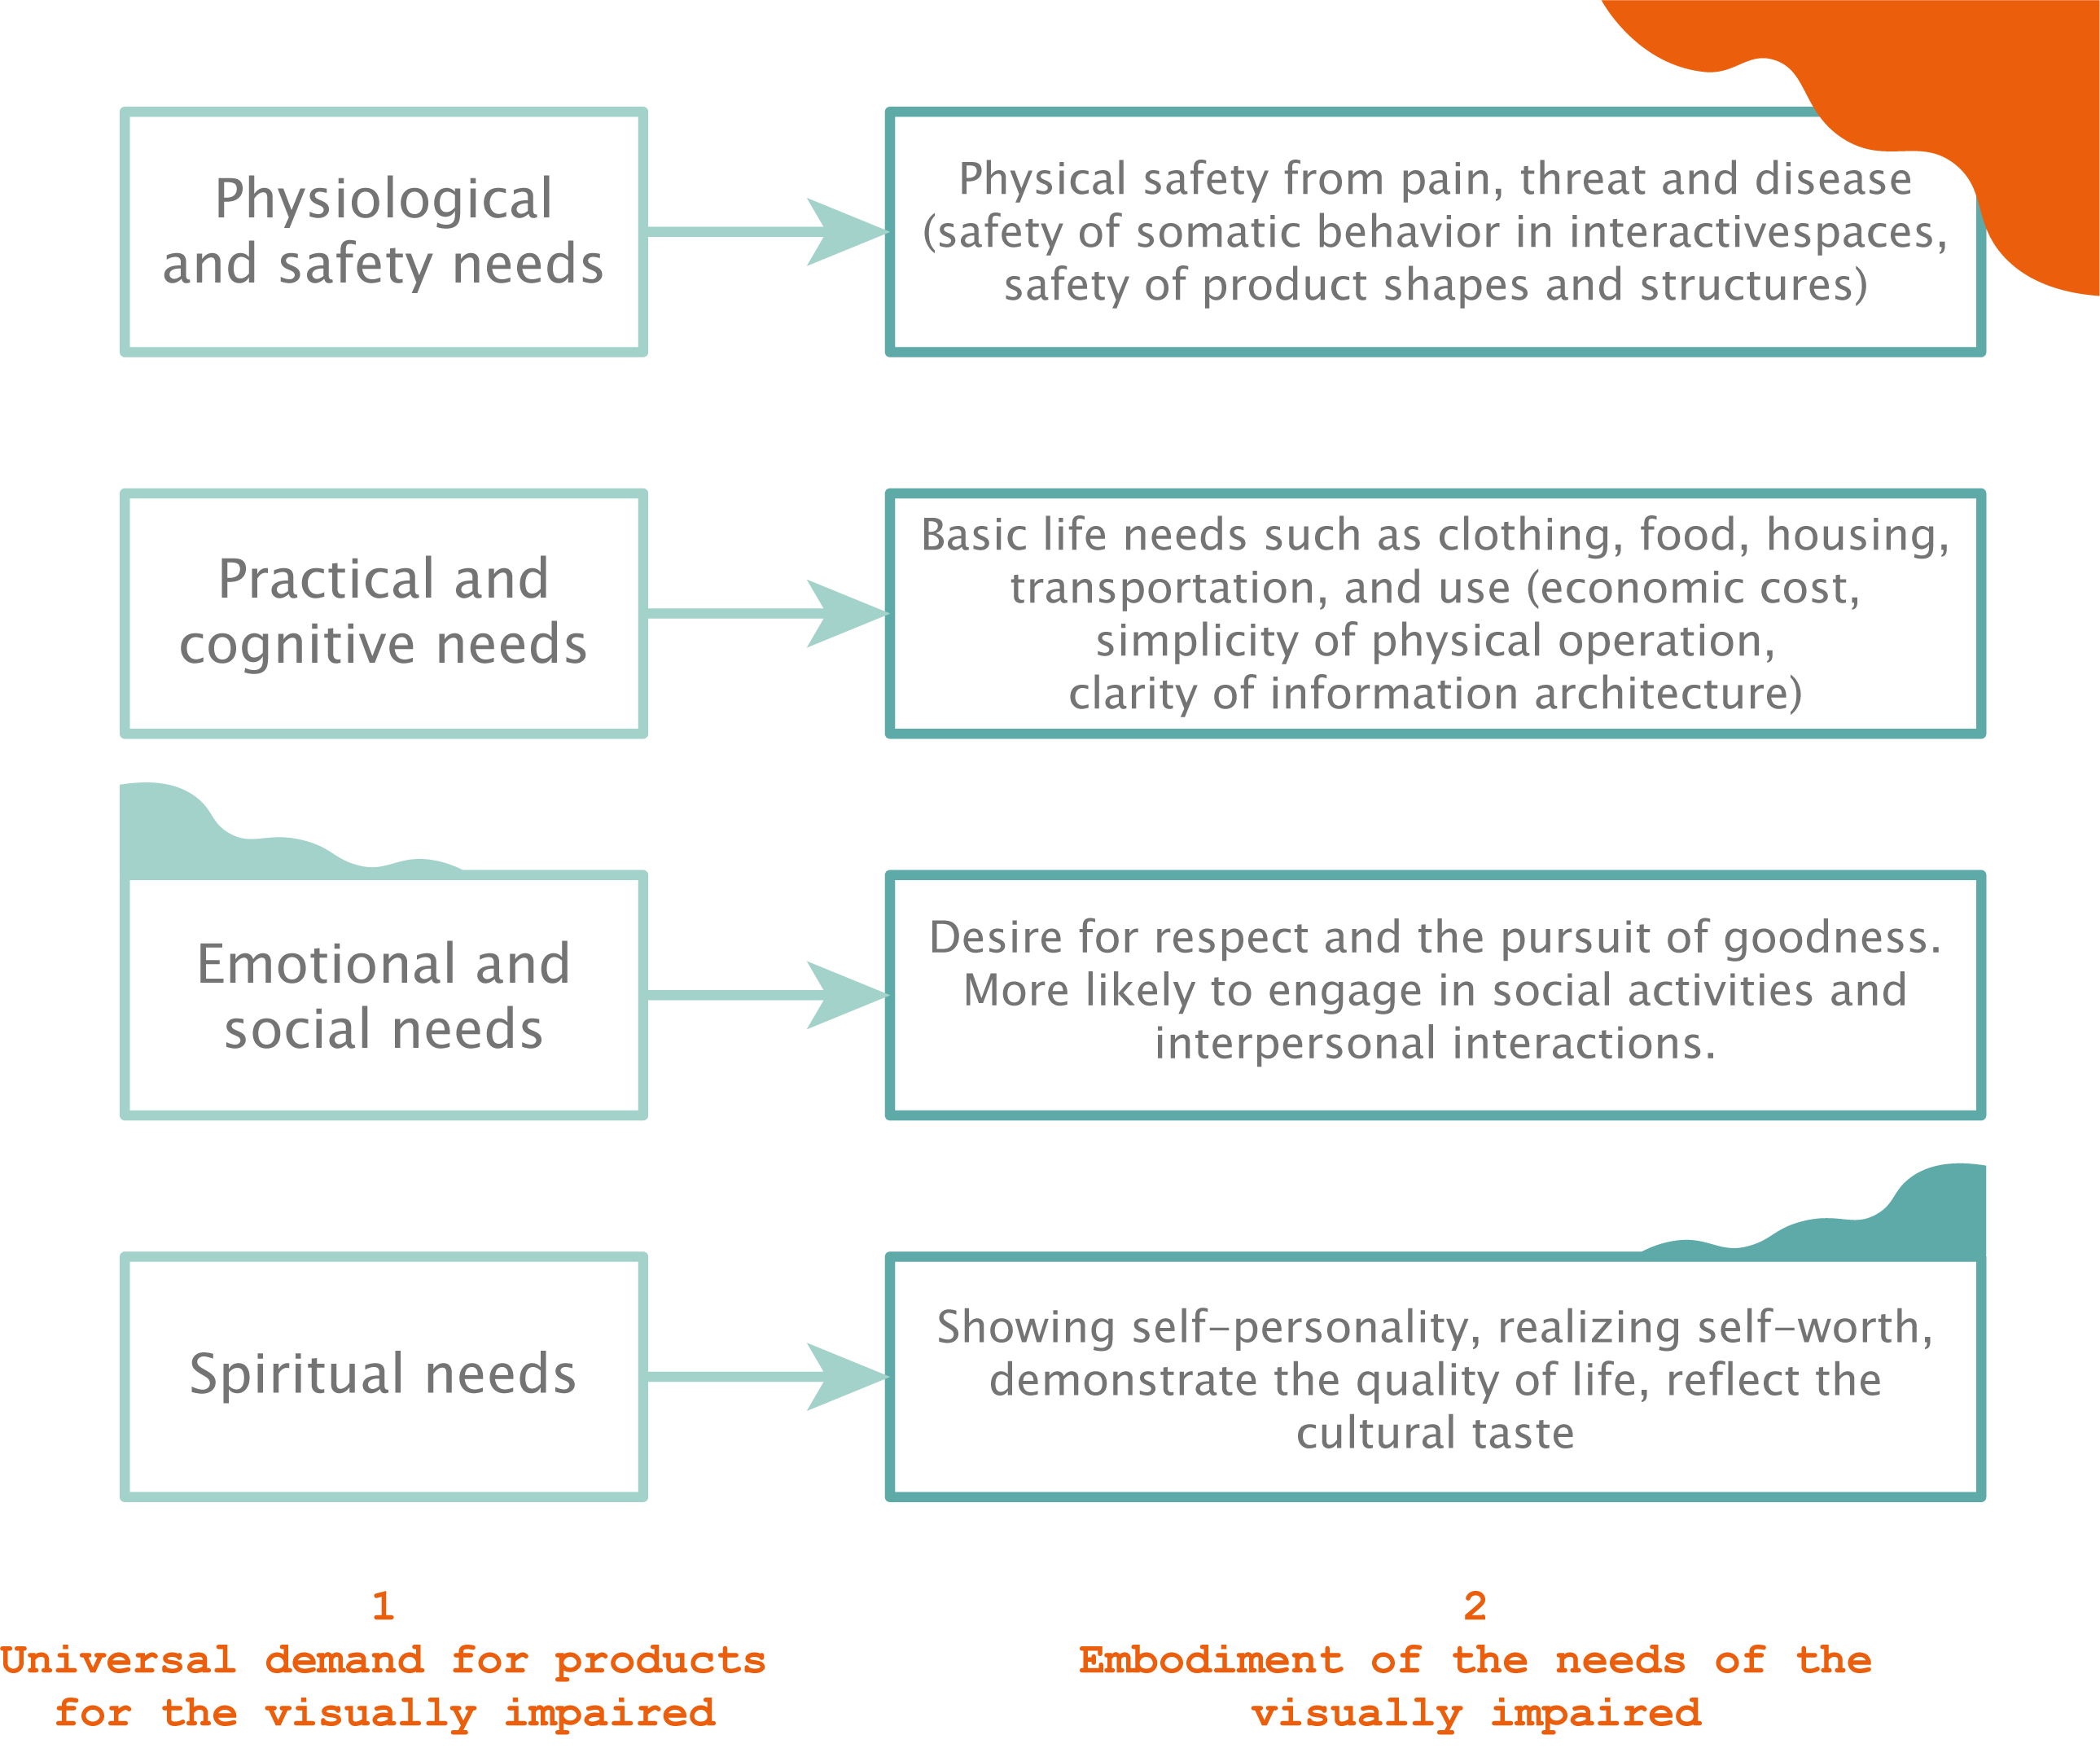 Physiological
and safety needs
Physical safety from pain, threat and disease
(safety of somatic behavior in interactivespaces,
safety of product shapes and structures)
Practical and
cognitive needs
Basic life needs such as clothing, food, housing,
transportation, and use (economic cost,
simplicity of physical operation,
clarity of information architecture)
Emotional and
social needs
Desire for respect and the pursuit of goodness.
More likely to engage in social activities and
interpersonal interactions.
Spiritual needs
Showing self-personality, realizing self-worth,
demonstrate the quality of life, reflect the
cultural taste
1
Universal demand for products
for the visually impaired
2
Embodiment of the needs of the
visually impaired